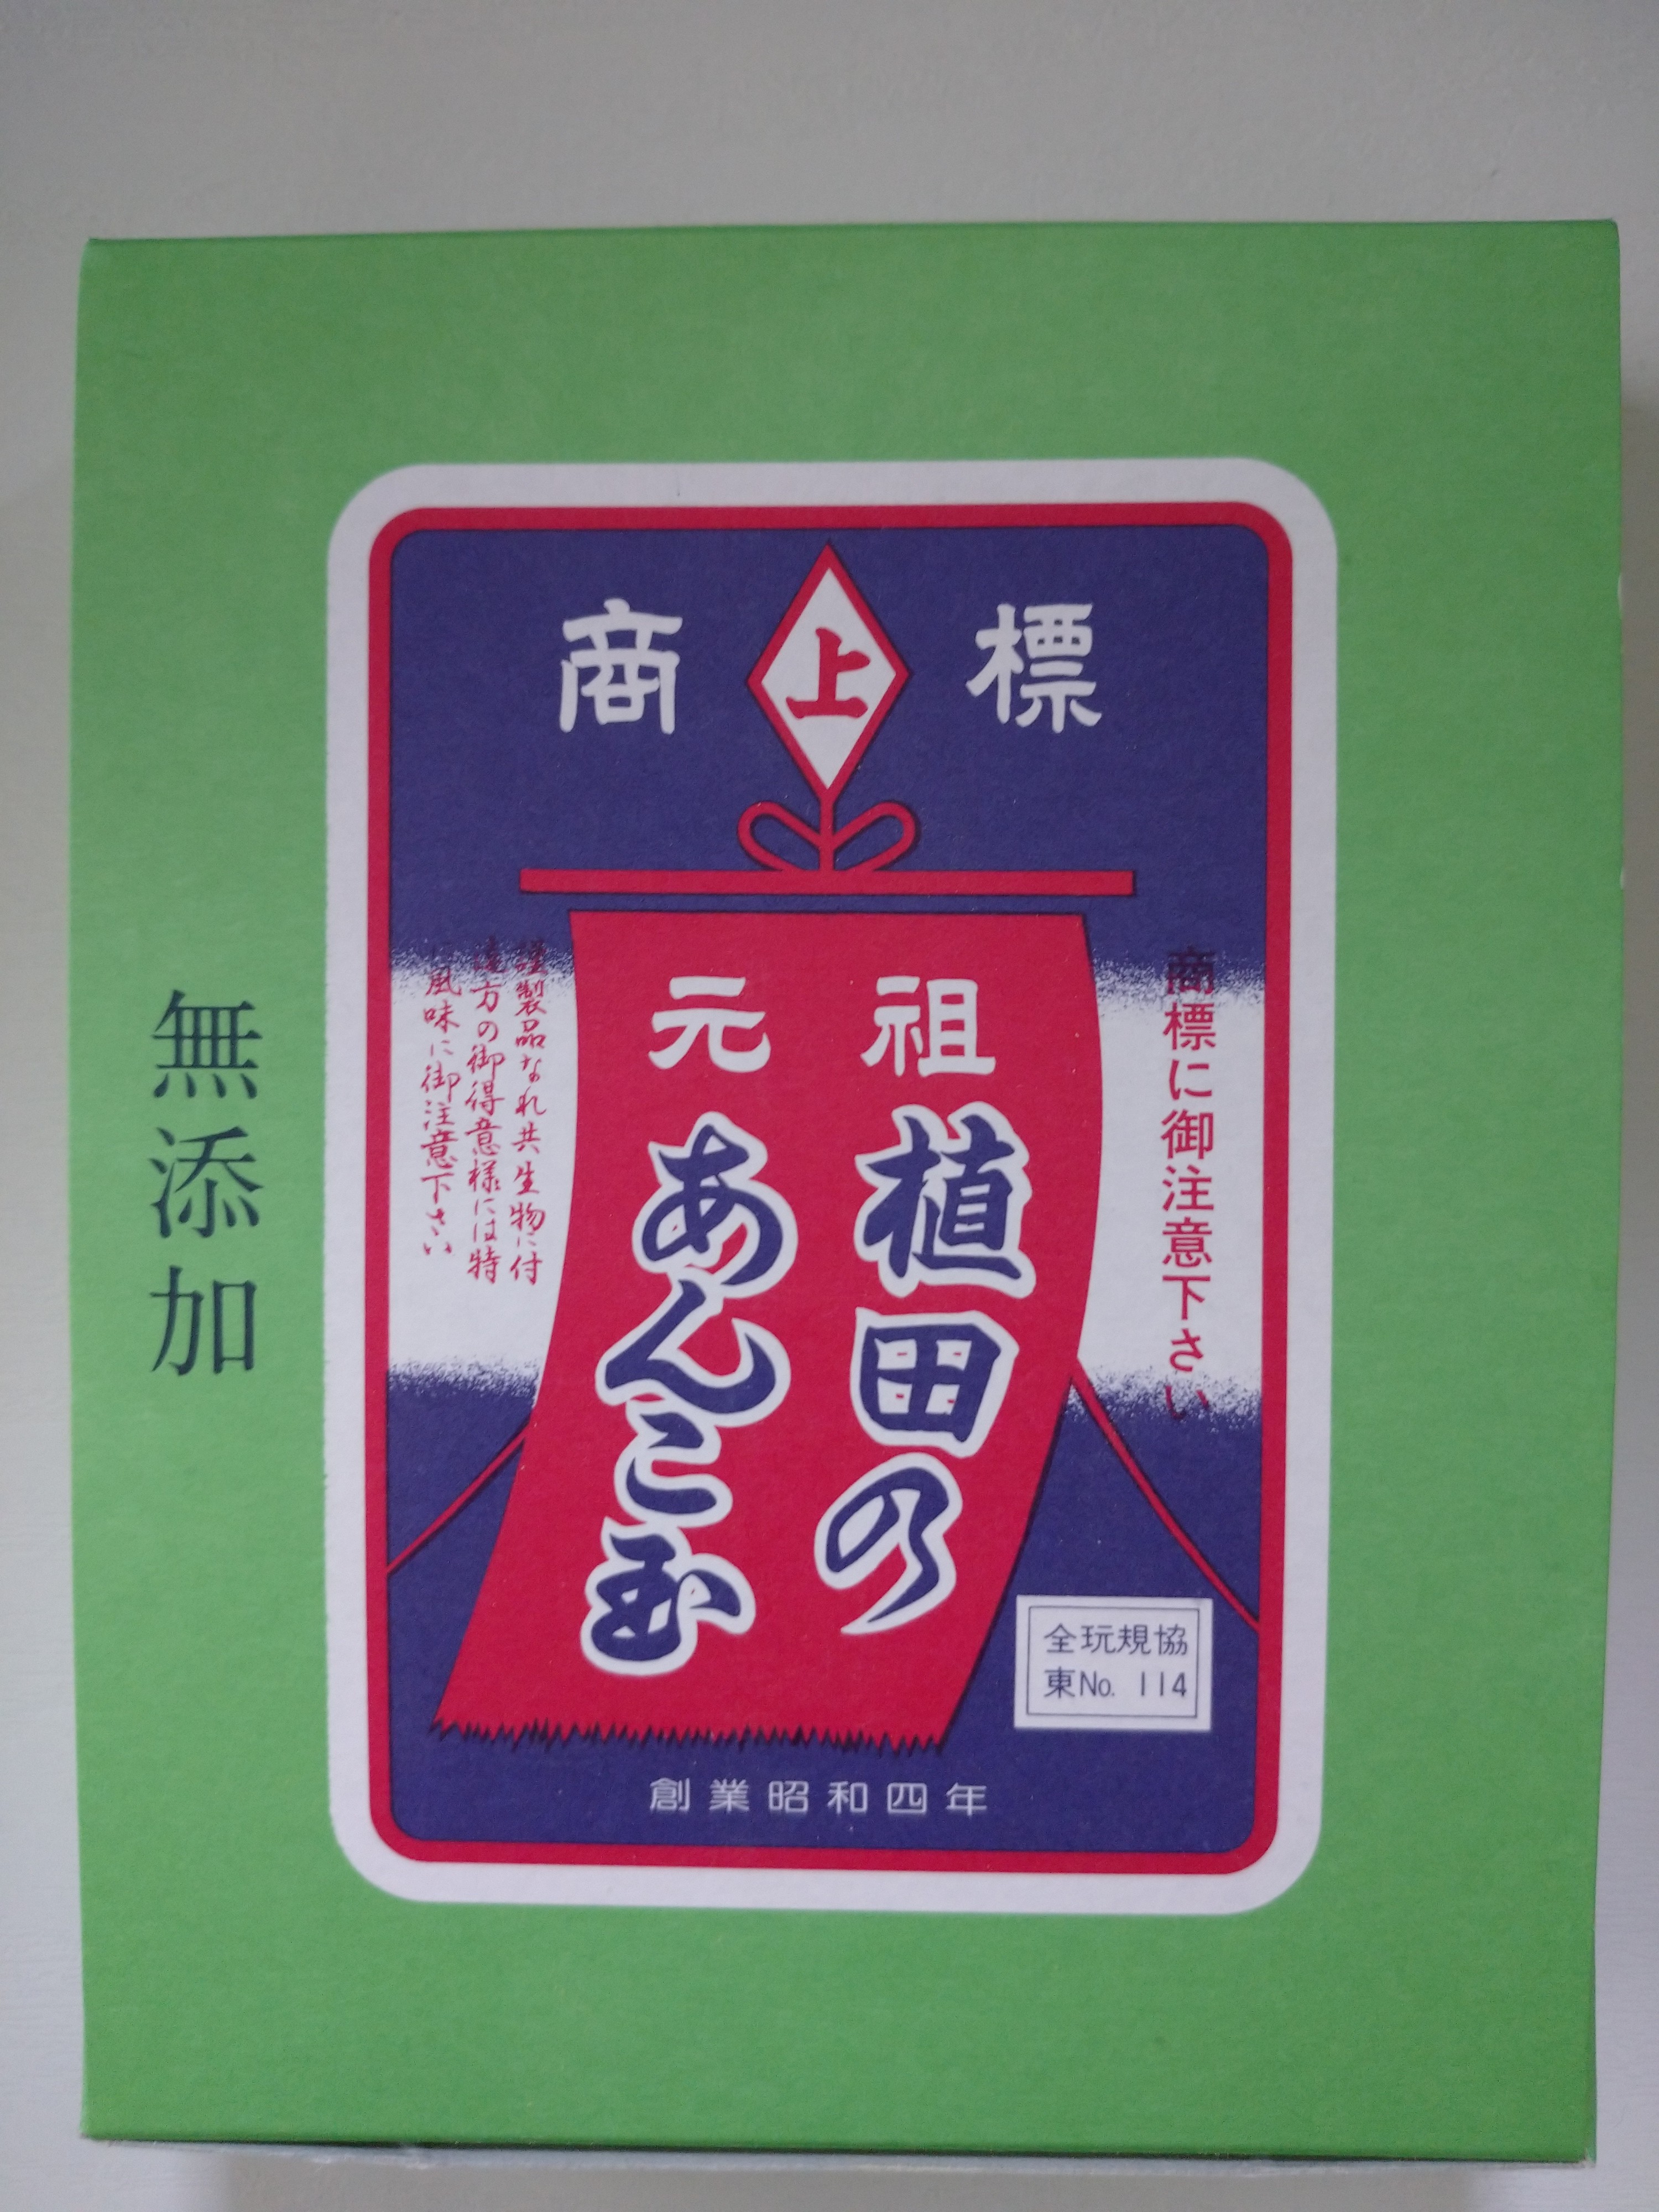 商標
上
元祖
植田の
あんこ玉
商標に御注意下さい
謹製品なれ共生物に付
遠方の御得意様には特
風味に御注意下さい
全玩規協
東No. 114
創業昭和四年
無添加